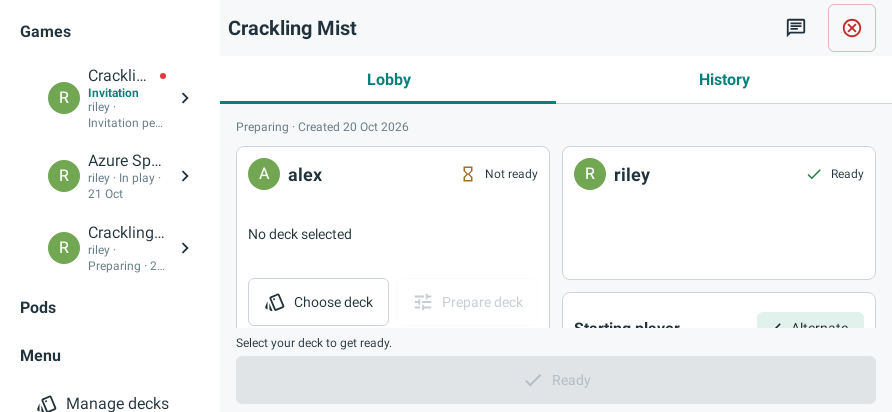 Games
R
Crackli…
Invitation
riley ·
Invitation pe…
R
Azure Sp…
riley · In play ·
21 Oct
R
Crackling…
riley ·
Preparing · 2…
Pods
Menu
Manage decks
Crackling Mist
Lobby
History
Preparing · Created 20 Oct 2026
A
alex
Not ready
No deck selected
Choose deck
Prepare deck
R
riley
Ready
Starting player
Alternate
Select your deck to get ready.
Ready